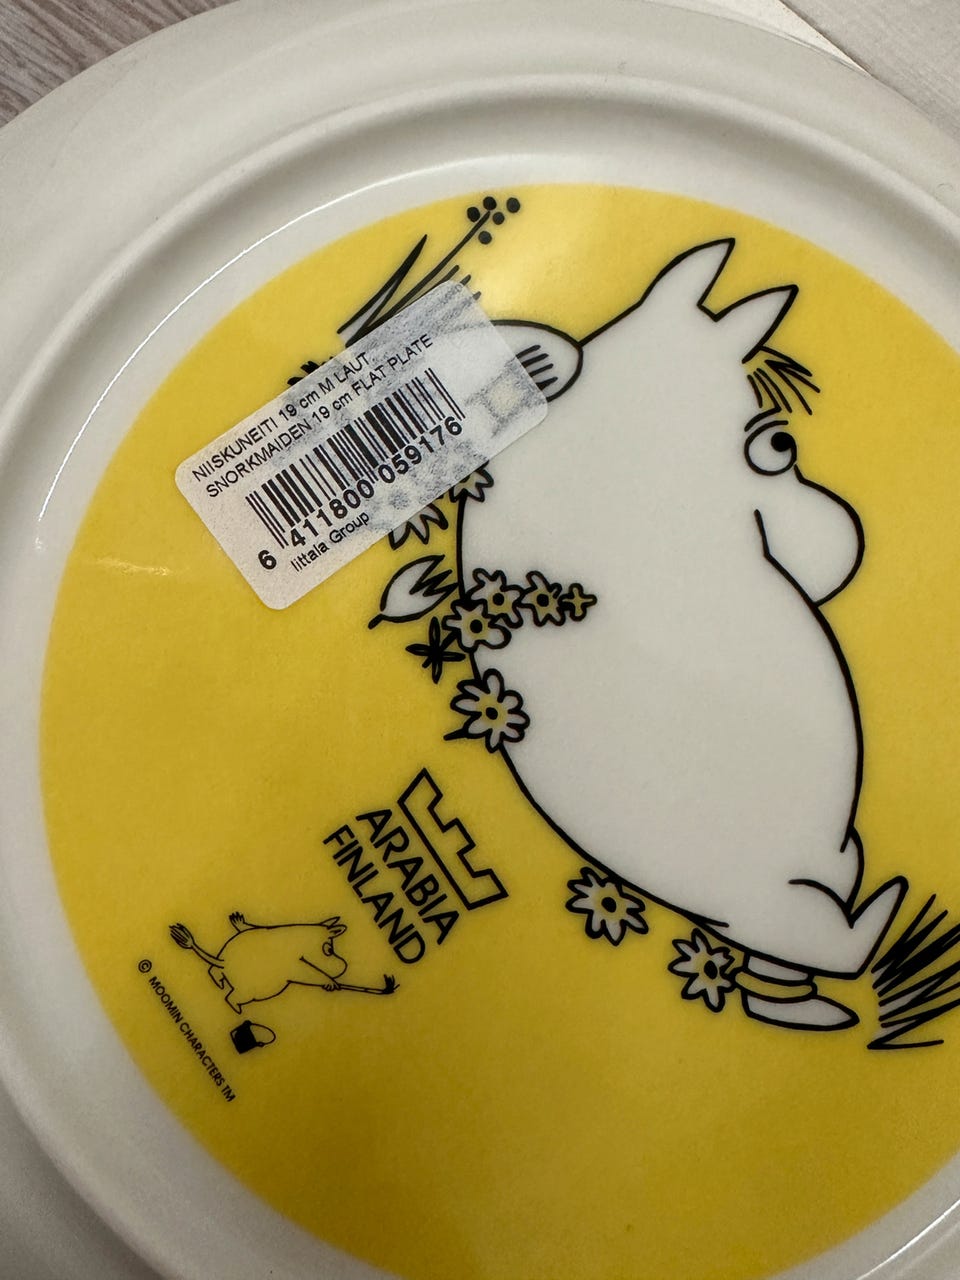 NIISKUNEITI 19 cm M LAUT.
SNORKMAIDEN 19 cm FLAT PLATE
6 411800 059176
Iittala Group
ARABIA
FINLAND
© MOOMIN CHARACTERS TM